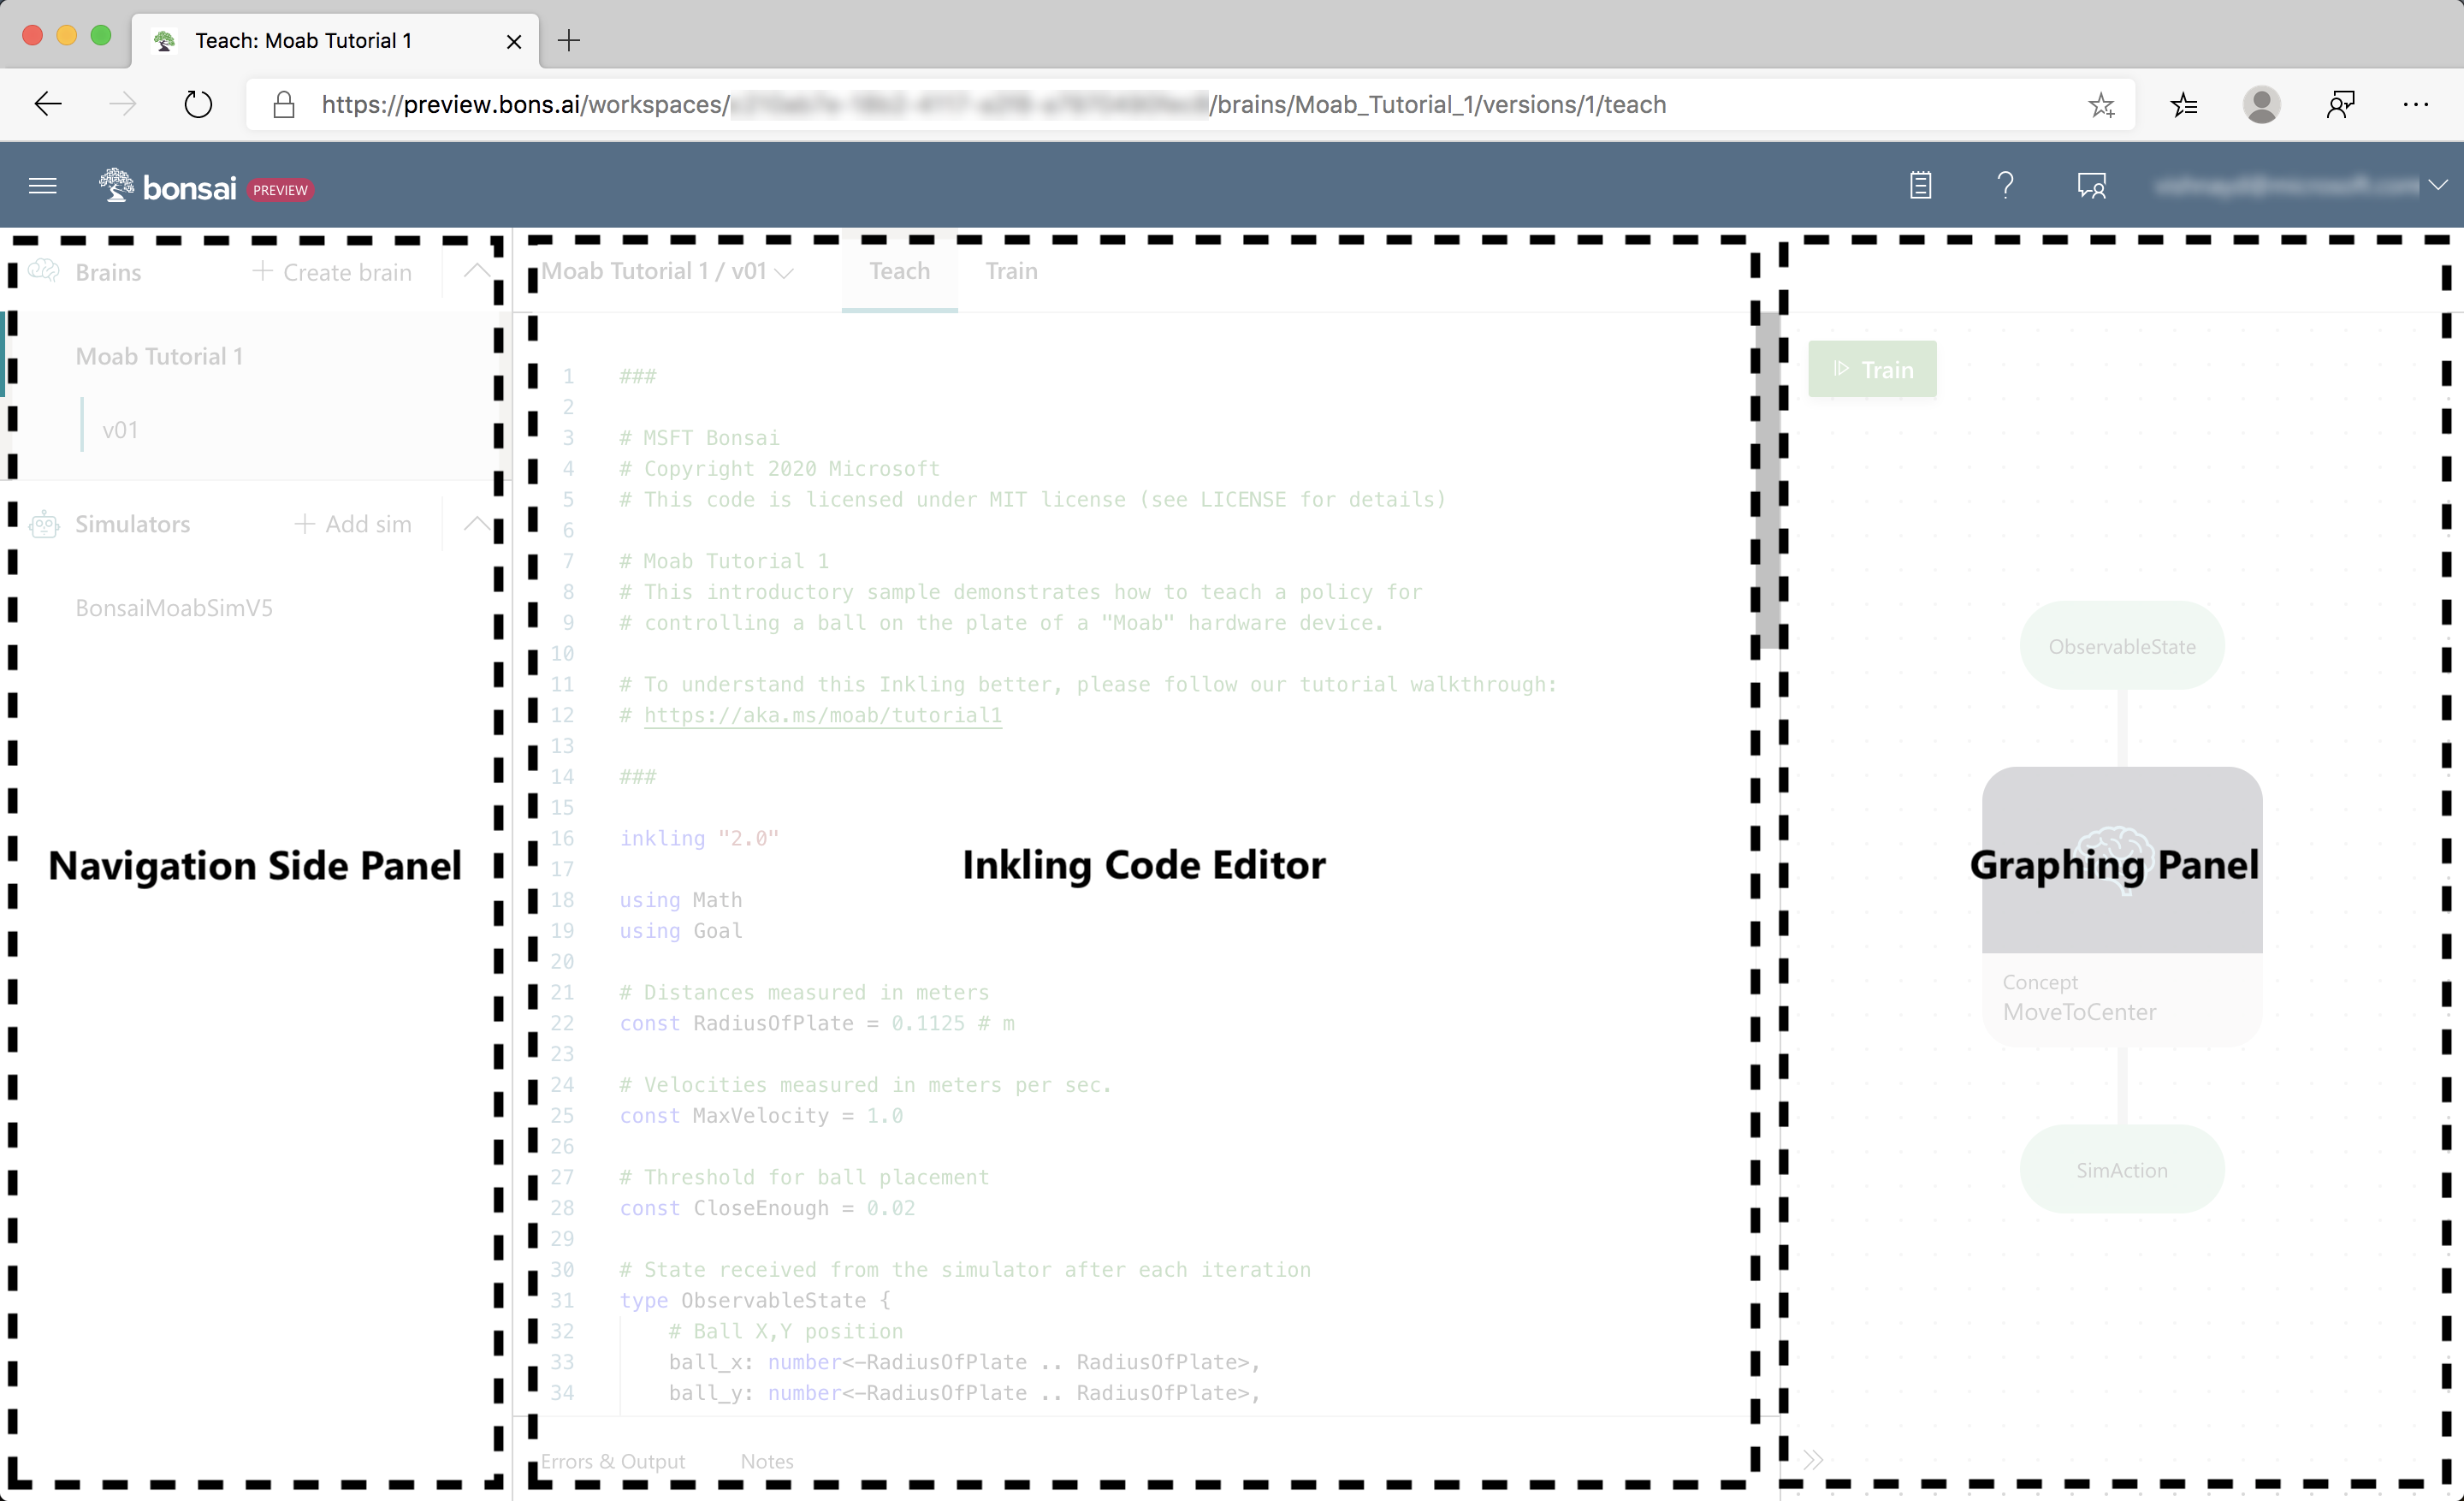 Teach: Moab Tutorial 1
https://preview.bons.ai/workspaces/ /brains/Moab_Tutorial_1/versions/1/teach
bonsai PREVIEW
Brains + Create brain
Moab Tutorial 1
v01
Simulators + Add sim
BonsaiMoabSimV5
Navigation Side Panel
Moab Tutorial 1 / v01 Teach Train
1 ###
2
3 # MSFT Bonsai
4 # Copyright 2020 Microsoft
5 # This code is licensed under MIT license (see LICENSE for details)
6
7 # Moab Tutorial 1
8 # This introductory sample demonstrates how to teach a policy for
9 # controlling a ball on the plate of a "Moab" hardware device.
10
11 # To understand this Inkling better, please follow our tutorial walkthrough:
12 # https://aka.ms/moab/tutorial1
13
14 ###
15
16 inkling "2.0"
17
Inkling Code Editor
18 using Math
19 using Goal
20
21 # Distances measured in meters
22 const RadiusOfPlate = 0.1125 # m
23
24 # Velocities measured in meters per sec.
25 const MaxVelocity = 1.0
26
27 # Threshold for ball placement
28 const CloseEnough = 0.02
29
30 # State received from the simulator after each iteration
31 type ObservableState {
32 # Ball X,Y position
33 ball_x: number<-RadiusOfPlate .. RadiusOfPlate>,
34 ball_y: number<-RadiusOfPlate .. RadiusOfPlate>,
Errors & Output Notes
Train
ObservableState
Graphing Panel
Concept
MoveToCenter
SimAction